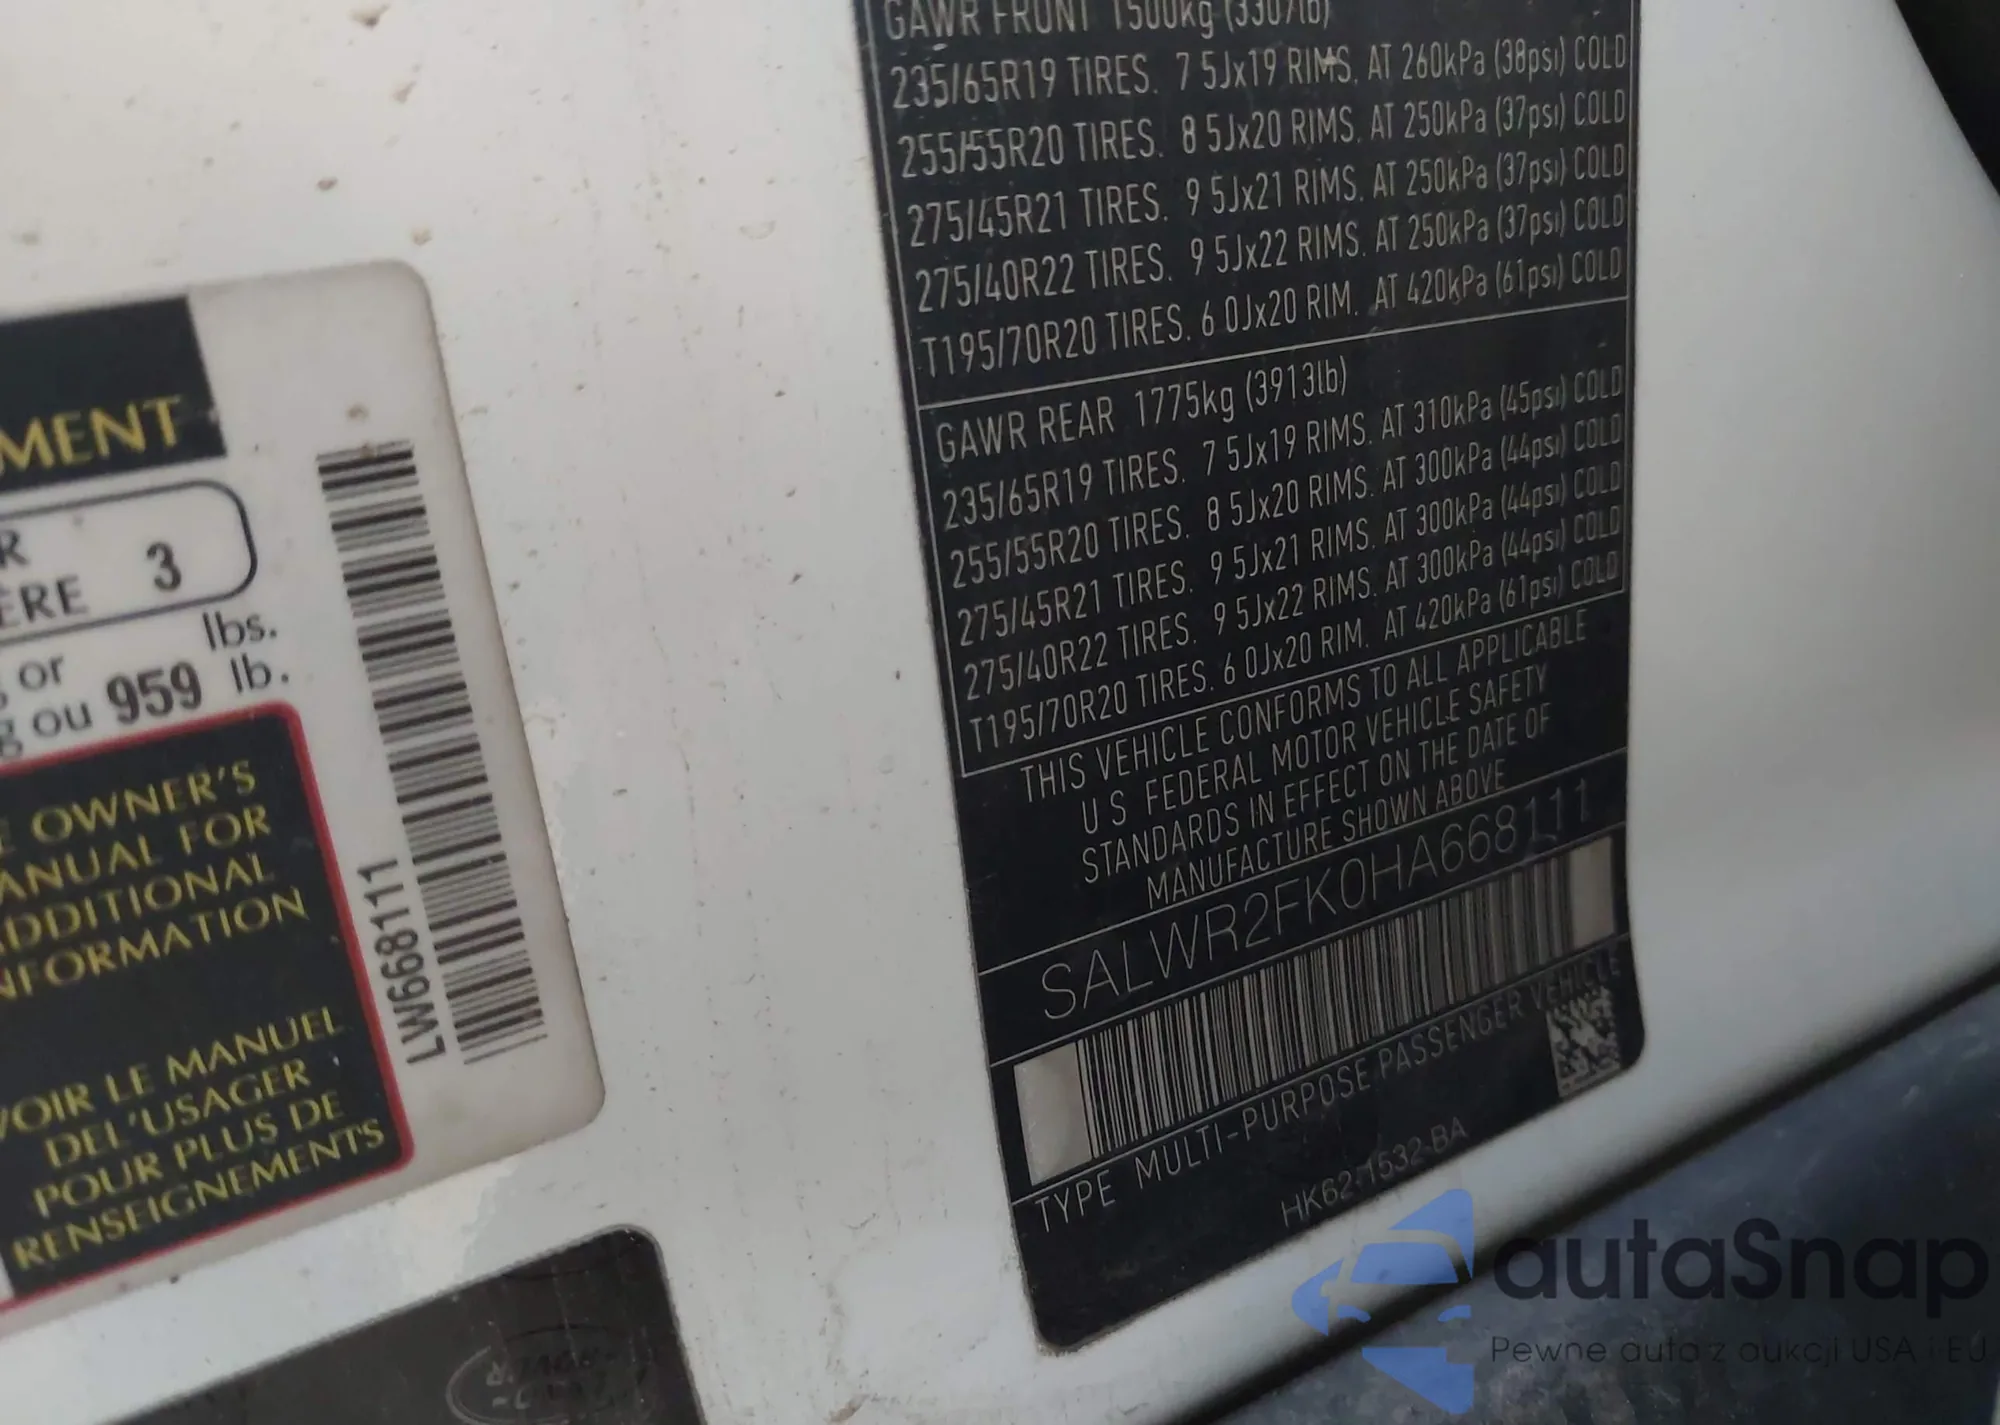 MENT
R
ÈRE 3
or lbs.
g ou 959 lb.
OWNER'S
MANUAL FOR
ADDITIONAL
INFORMATION
VOIR LE MANUEL
DEL'USAGER
POUR PLUS DE
RENSEIGNEMENTS
LW668111
GAWR FRONT 1500kg (3307lb)
235/65R19 TIRES. 7 5Jx19 RIMS. AT 260kPa (38psi) COLD
255/55R20 TIRES. 8 5Jx20 RIMS. AT 250kPa (37psi) COLD
275/45R21 TIRES. 9 5Jx21 RIMS. AT 250kPa (37psi) COLD
275/40R22 TIRES. 9 5Jx22 RIMS. AT 250kPa (37psi) COLD
T195/70R20 TIRES. 6 0Jx20 RIM. AT 420kPa (61psi) COLD
GAWR REAR 1775kg (3913lb)
235/65R19 TIRES. 7 5Jx19 RIMS. AT 310kPa (45psi) COLD
255/55R20 TIRES. 8 5Jx20 RIMS. AT 300kPa (44psi) COLD
275/45R21 TIRES. 9 5Jx21 RIMS. AT 300kPa (44psi) COLD
275/40R22 TIRES. 9 5Jx22 RIMS. AT 300kPa (44psi) COLD
T195/70R20 TIRES. 6 0Jx20 RIM. AT 420kPa (61psi) COLD
THIS VEHICLE CONFORMS TO ALL APPLICABLE
U S FEDERAL MOTOR VEHICLE SAFETY
STANDARDS IN EFFECT ON THE DATE OF
MANUFACTURE SHOWN ABOVE
SALWR2FK0HA668111
TYPE MULTI-PURPOSE PASSENGER VEHICLE
HK62-1532-BA
autaSnap
Pewne auta z aukcji USA i EU